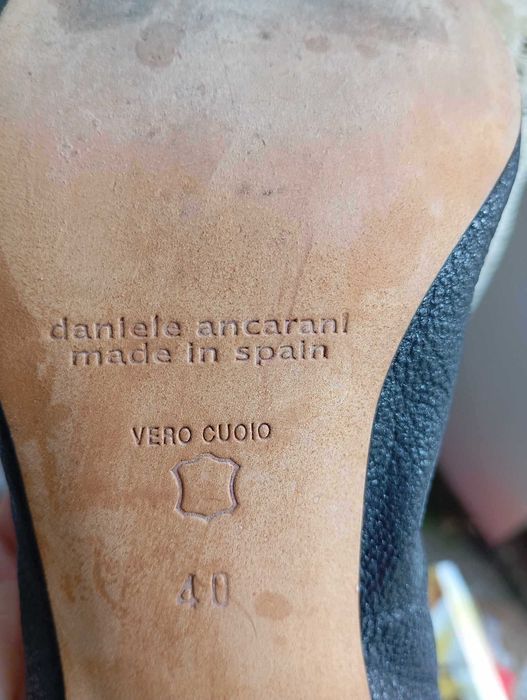 daniele ancarani
made in spain
VERO CUOIO
40